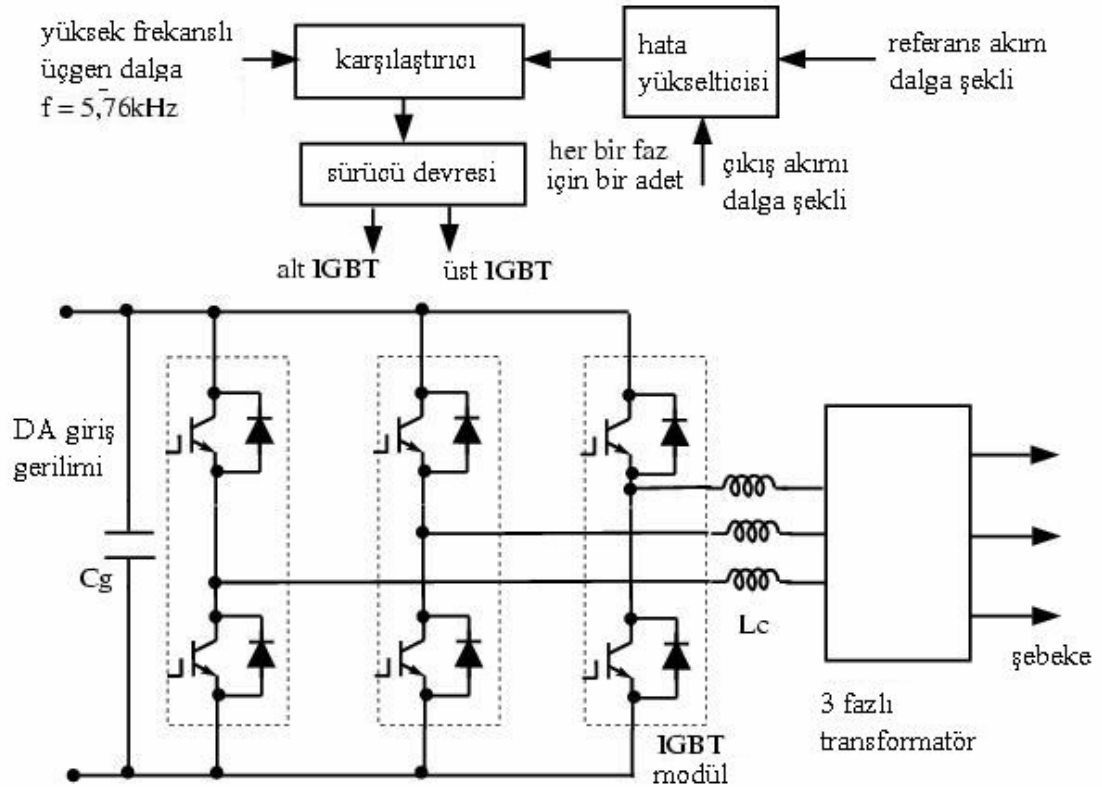 yüksek frekanslı
üçgen dalga
f = 5,76kHz
karşılaştırıcı
hata
yükselticisi
referans akım
dalga şekli
sürücü devresi
her bir faz
için bir adet
çıkış akımı
dalga şekli
alt IGBT
üst IGBT
DA giriş
gerilimi
Cg
Lc
şebeke
3 fazlı
transformatör
IGBT
modül